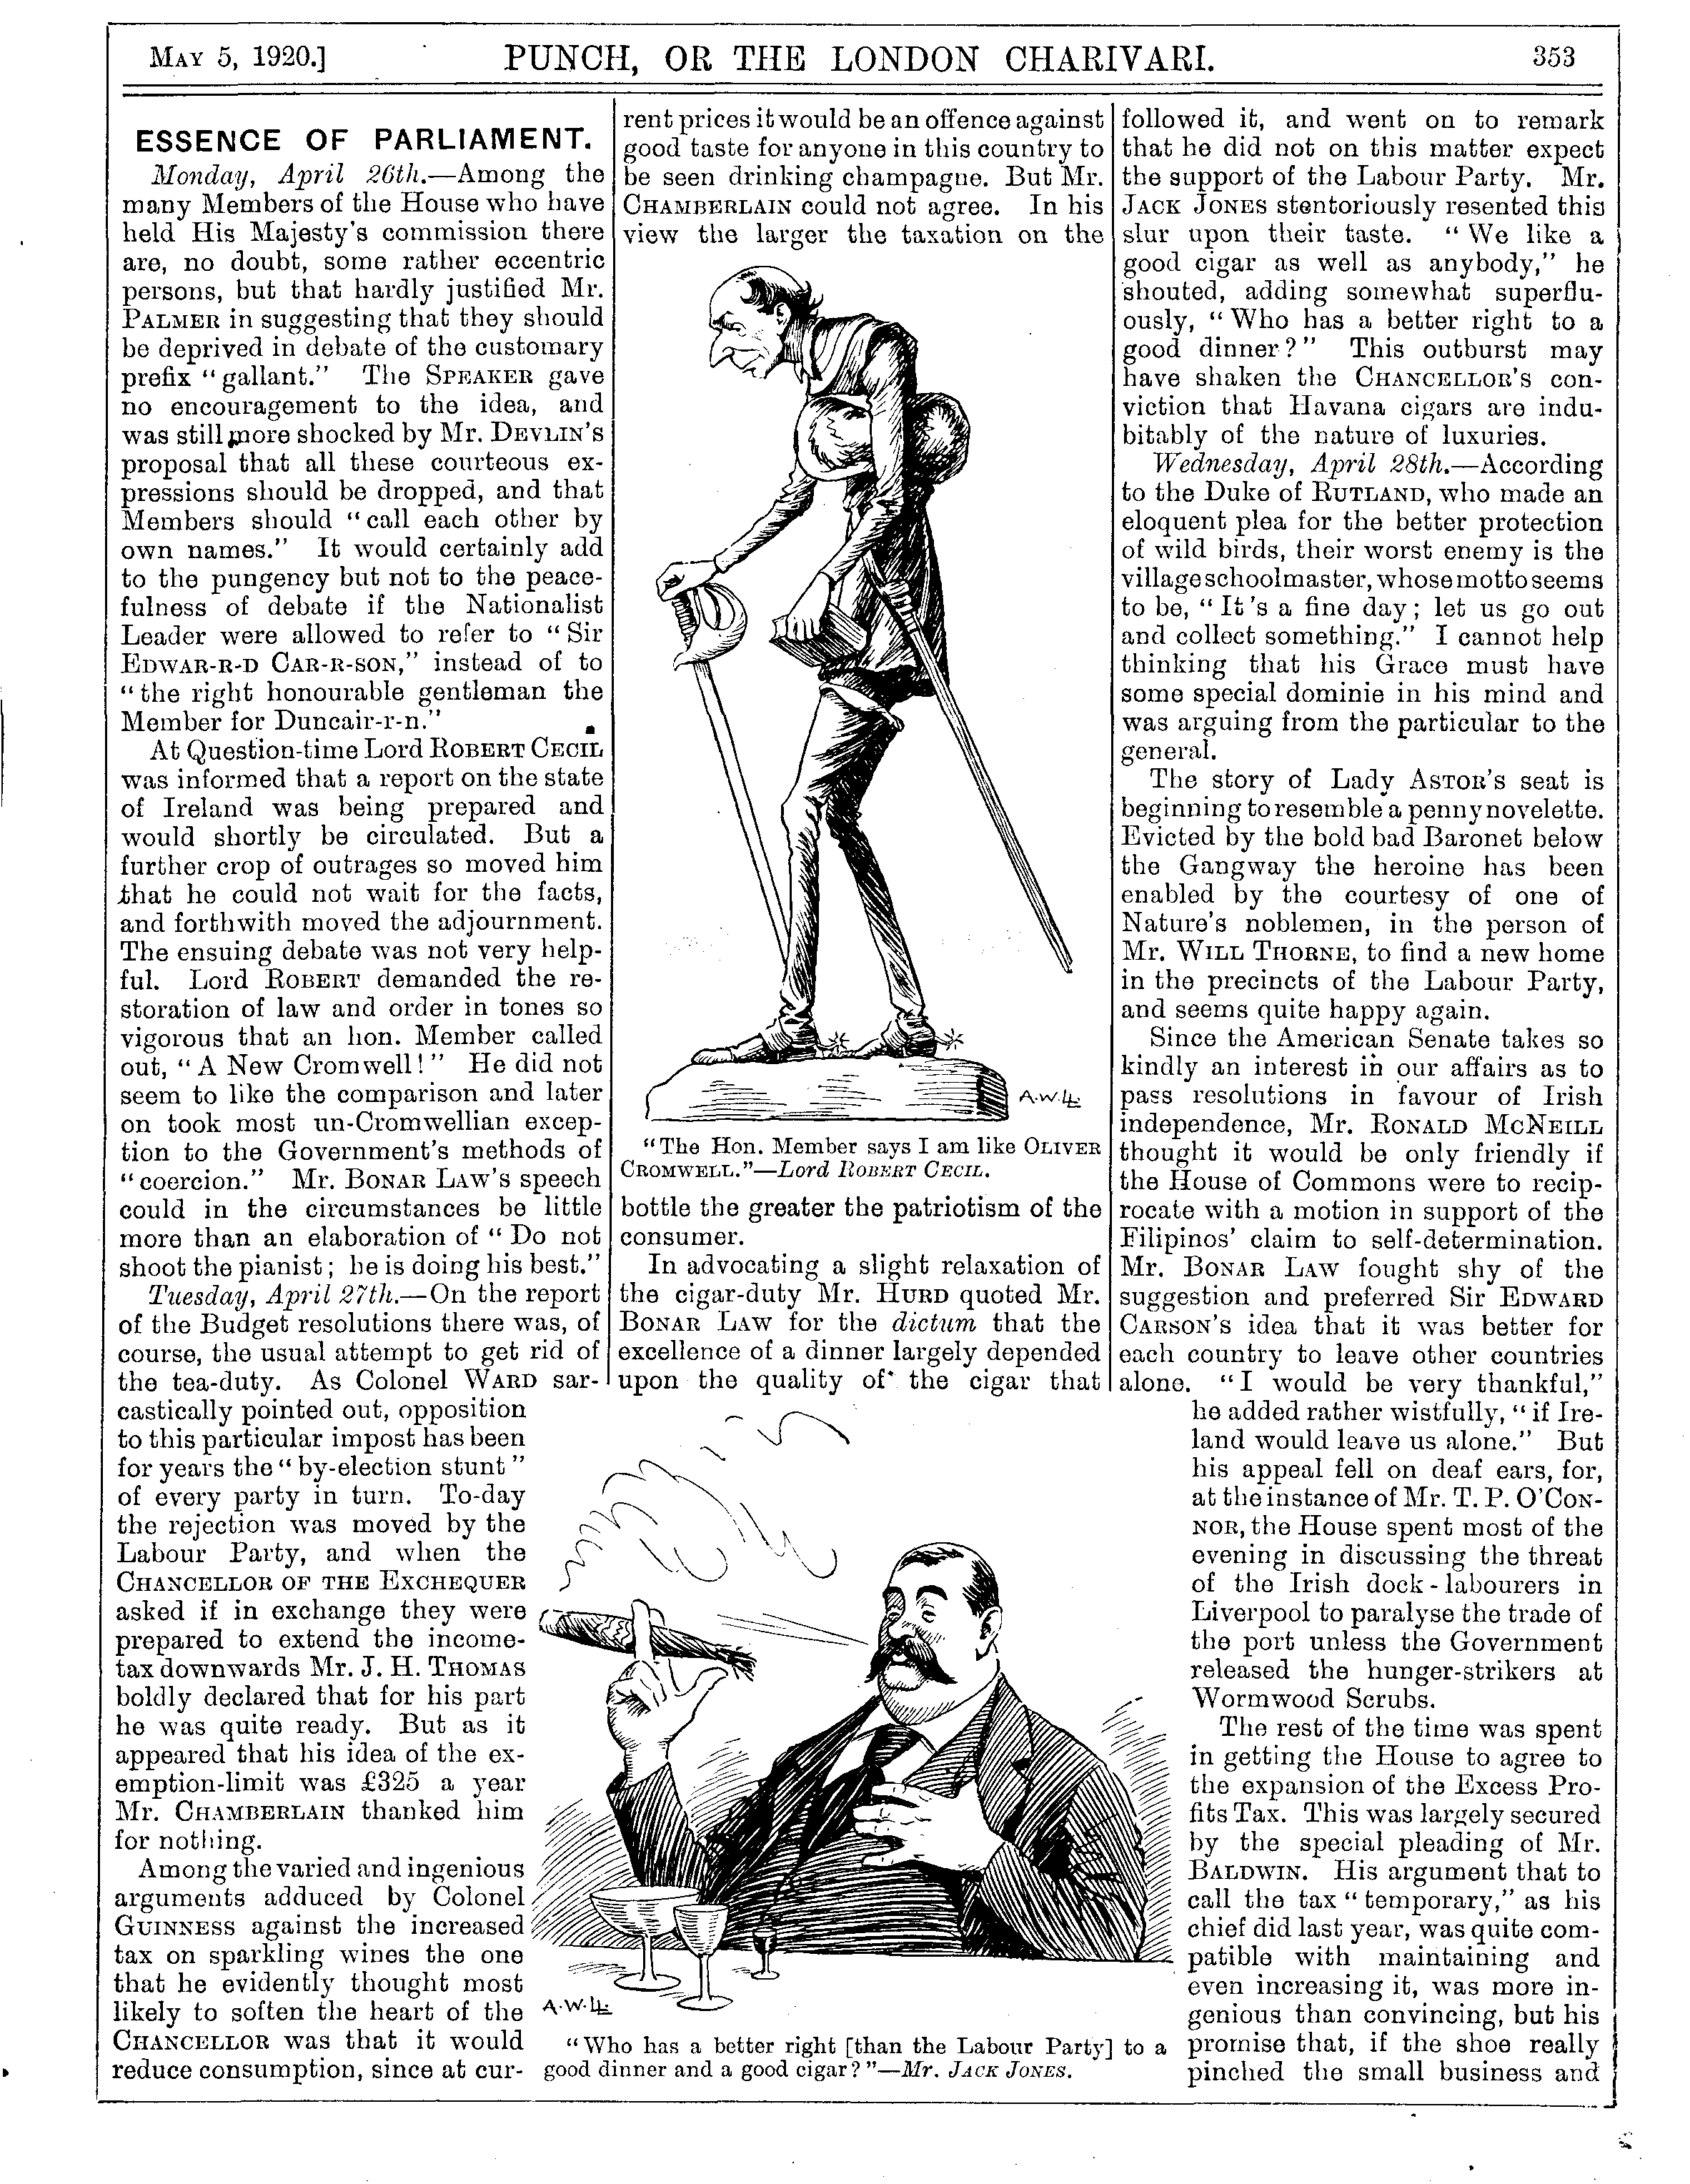 MAY 5, 1920.] PUNCH, OR THE LONDON CHARIVARI. 353
ESSENCE OF PARLIAMENT.
Monday, April 26th.—Among the
many Members of the House who have
held His Majesty's commission there
are, no doubt, some rather eccentric
persons, but that hardly justified Mr.
PALMER in suggesting that they should
be deprived in debate of the customary
prefix "gallant." The SPEAKER gave
no encouragement to the idea, and
was still more shocked by Mr. DEVLIN'S
proposal that all these courteous ex-
pressions should be dropped, and that
Members should "call each other by
own names." It would certainly add
to the pungency but not to the peace-
fulness of debate if the Nationalist
Leader were allowed to refer to "Sir
EDWAR-R-D CAR-R-SON," instead of to
"the right honourable gentleman the
Member for Duncair-r-n."
At Question-time Lord ROBERT CECIL
was informed that a report on the state
of Ireland was being prepared and
would shortly be circulated. But a
further crop of outrages so moved him
that he could not wait for the facts,
and forthwith moved the adjournment.
The ensuing debate was not very help-
ful. Lord ROBERT demanded the re-
storation of law and order in tones so
vigorous that an hon. Member called
out, "A New Cromwell!" He did not
seem to like the comparison and later
on took most un-Cromwellian excep-
tion to the Government's methods of
"coercion." Mr. BONAR LAW'S speech
could in the circumstances be little
more than an elaboration of "Do not
shoot the pianist; he is doing his best."
Tuesday, April 27th.—On the report
of the Budget resolutions there was, of
course, the usual attempt to get rid of
the tea-duty. As Colonel WARD sar-
castically pointed out, opposition
to this particular impost has been
for years the "by-election stunt"
of every party in turn. To-day
the rejection was moved by the
Labour Party, and when the
CHANCELLOR OF THE EXCHEQUER
asked if in exchange they were
prepared to extend the income-
tax downwards Mr. J. H. THOMAS
boldly declared that for his part
he was quite ready. But as it
appeared that his idea of the ex-
emption-limit was £325 a year
Mr. CHAMBERLAIN thanked him
for nothing.
Among the varied and ingenious
arguments adduced by Colonel
GUINNESS against the increased
tax on sparkling wines the one
that he evidently thought most
likely to soften the heart of the
CHANCELLOR was that it would
reduce consumption, since at cur-
rent prices it would be an offence against
good taste for anyone in this country to
be seen drinking champagne. But Mr.
CHAMBERLAIN could not agree. In his
view the larger the taxation on the
A.W.LL
"The Hon. Member says I am like OLIVER
CROMWELL."—Lord ROBERT CECIL.
bottle the greater the patriotism of the
consumer.
In advocating a slight relaxation of
the cigar-duty Mr. HURD quoted Mr.
BONAR LAW for the dictum that the
excellence of a dinner largely depended
upon the quality of the cigar that
A.W.LL
"Who has a better right [than the Labour Party] to a
good dinner and a good cigar?"—Mr. JACK JONES.
followed it, and went on to remark
that he did not on this matter expect
the support of the Labour Party. Mr.
JACK JONES stentoriously resented this
slur upon their taste. "We like a
good cigar as well as anybody," he
shouted, adding somewhat superflu-
ously, "Who has a better right to a
good dinner?" This outburst may
have shaken the CHANCELLOR'S con-
viction that Havana cigars are indu-
bitably of the nature of luxuries.
Wednesday, April 28th.—According
to the Duke of RUTLAND, who made an
eloquent plea for the better protection
of wild birds, their worst enemy is the
village schoolmaster, whose motto seems
to be, "It's a fine day; let us go out
and collect something." I cannot help
thinking that his Grace must have
some special dominie in his mind and
was arguing from the particular to the
general.
The story of Lady ASTOR'S seat is
beginning to resemble a penny novelette.
Evicted by the bold bad Baronet below
the Gangway the heroine has been
enabled by the courtesy of one of
Nature's noblemen, in the person of
Mr. WILL THORNE, to find a new home
in the precincts of the Labour Party,
and seems quite happy again.
Since the American Senate takes so
kindly an interest in our affairs as to
pass resolutions in favour of Irish
independence, Mr. RONALD MCNEILL
thought it would be only friendly if
the House of Commons were to recip-
rocate with a motion in support of the
Filipinos' claim to self-determination.
Mr. BONAR LAW fought shy of the
suggestion and preferred Sir EDWARD
CARSON'S idea that it was better for
each country to leave other countries
alone. "I would be very thankful,"
he added rather wistfully, "if Ire-
land would leave us alone." But
his appeal fell on deaf ears, for,
at the instance of Mr. T. P. O'CON-
NOR, the House spent most of the
evening in discussing the threat
of the Irish dock-labourers in
Liverpool to paralyse the trade of
the port unless the Government
released the hunger-strikers at
Wormwood Scrubs.
The rest of the time was spent
in getting the House to agree to
the expansion of the Excess Pro-
fits Tax. This was largely secured
by the special pleading of Mr.
BALDWIN. His argument that to
call the tax "temporary," as his
chief did last year, was quite com-
patible with maintaining and
even increasing it, was more in-
genious than convincing, but his
promise that, if the shoe really
pinched the small business and